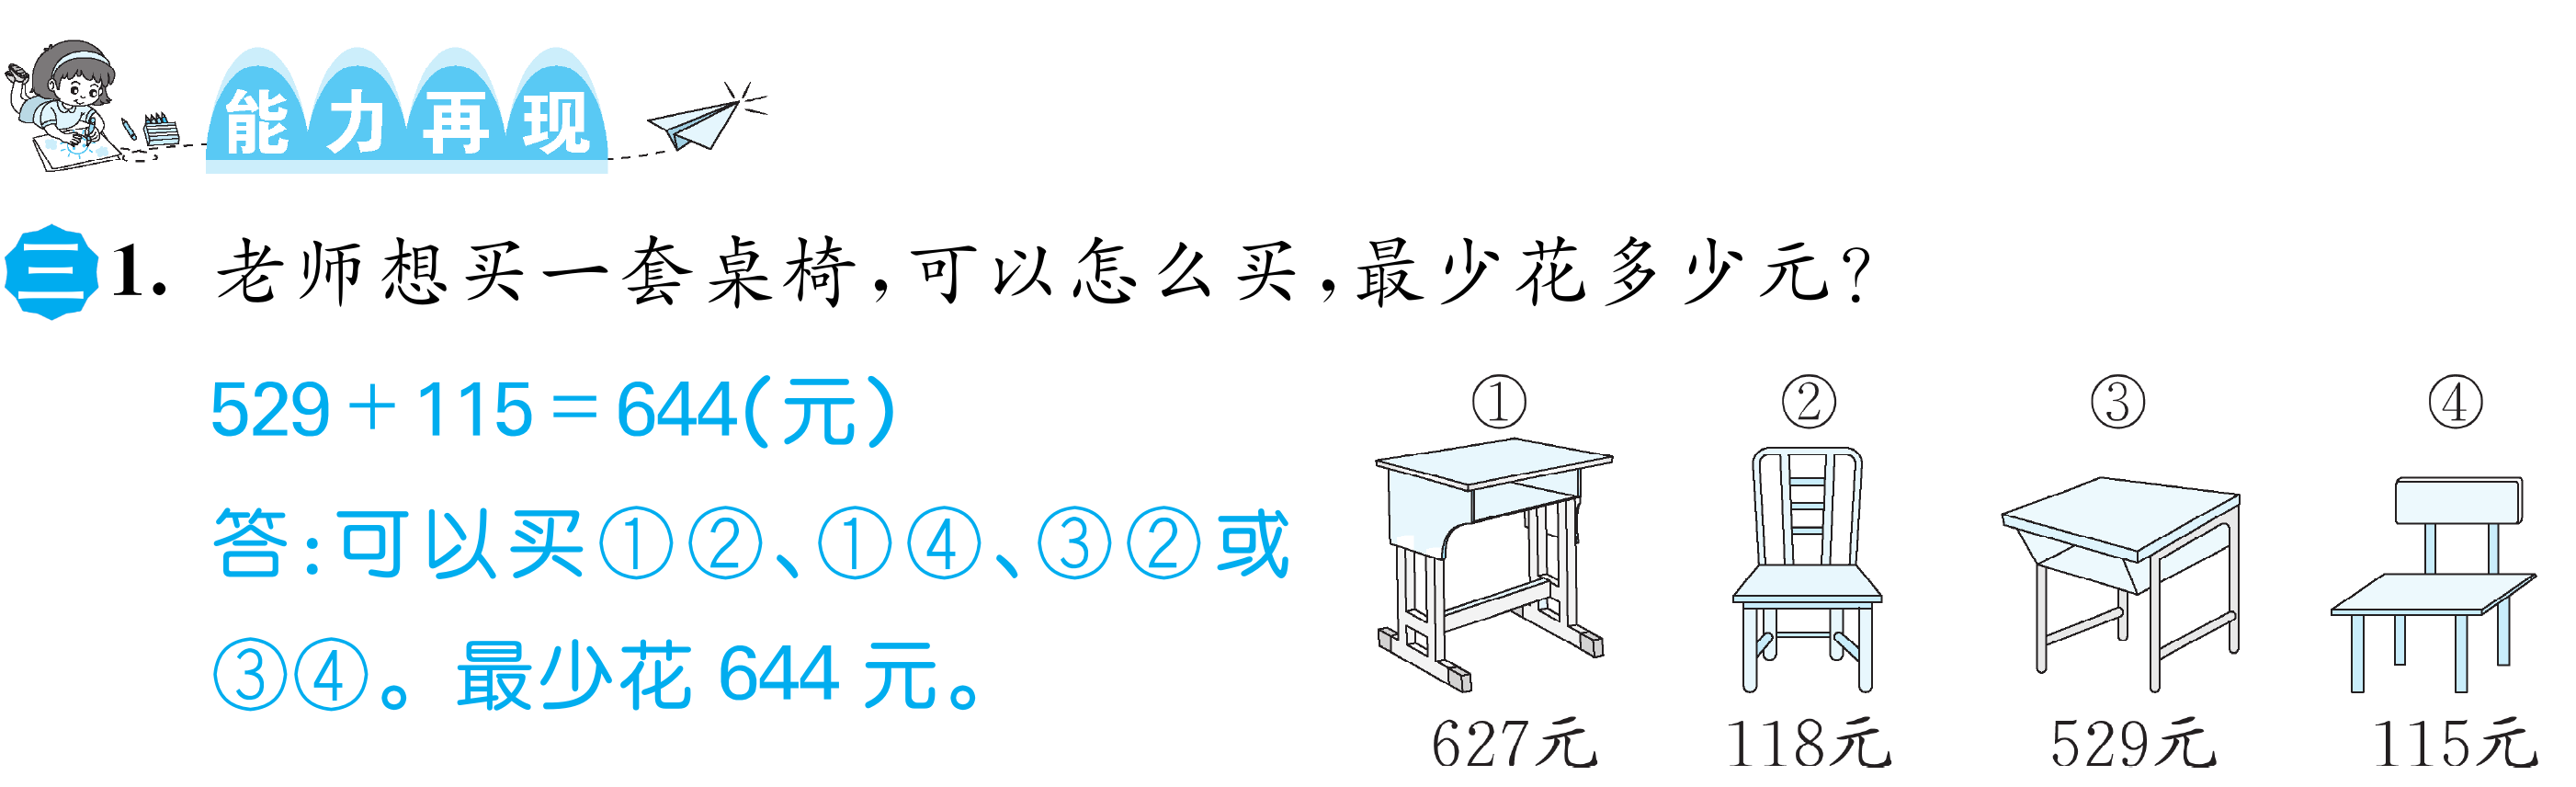 能力再现
三1. 老师想买一套桌椅,可以怎么买,最少花多少元?
529+115=644(元)
答:可以买①②、①④、③②或
③④。最少花 644 元。
① ② ③ ④
627元 118元 529元 115元